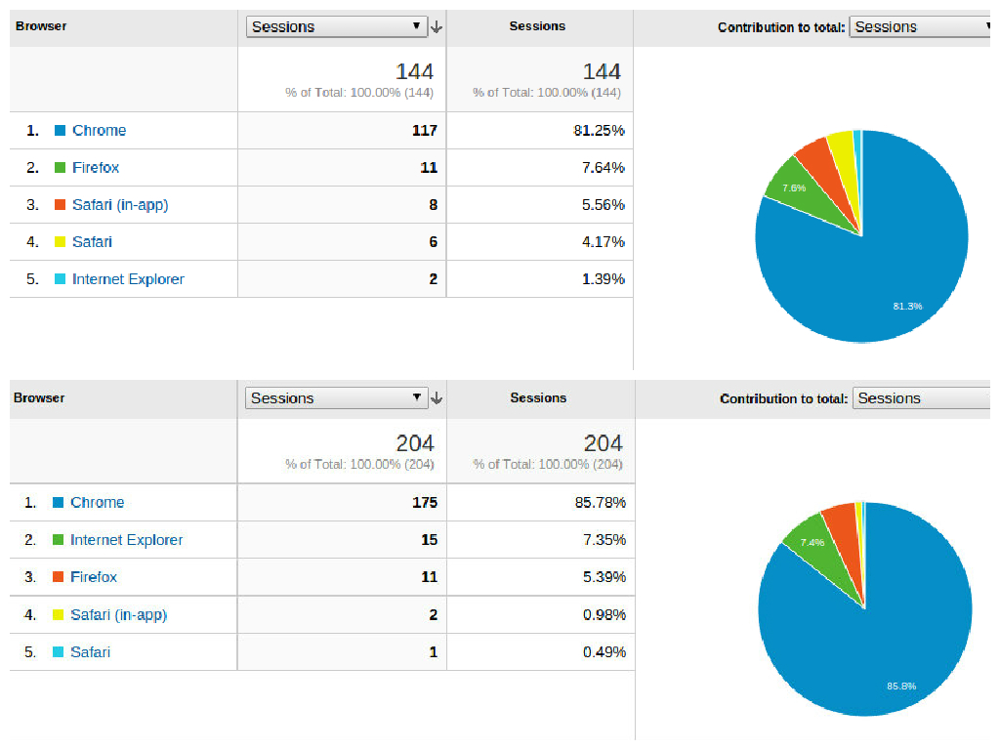 Browser Sessions ▼ Sessions Contribution to total: Sessions ▼
144 144
% of Total: 100.00% (144) % of Total: 100.00% (144)
1. Chrome 117 81.25%
2. Firefox 11 7.64%
3. Safari (in-app) 8 5.56%
4. Safari 6 4.17%
5. Internet Explorer 2 1.39%
7.6%
81.3%
Browser Sessions ▼ Sessions Contribution to total: Sessions
204 204
% of Total: 100.00% (204) % of Total: 100.00% (204)
1. Chrome 175 85.78%
2. Internet Explorer 15 7.35%
3. Firefox 11 5.39%
4. Safari (in-app) 2 0.98%
5. Safari 1 0.49%
7.4%
85.8%